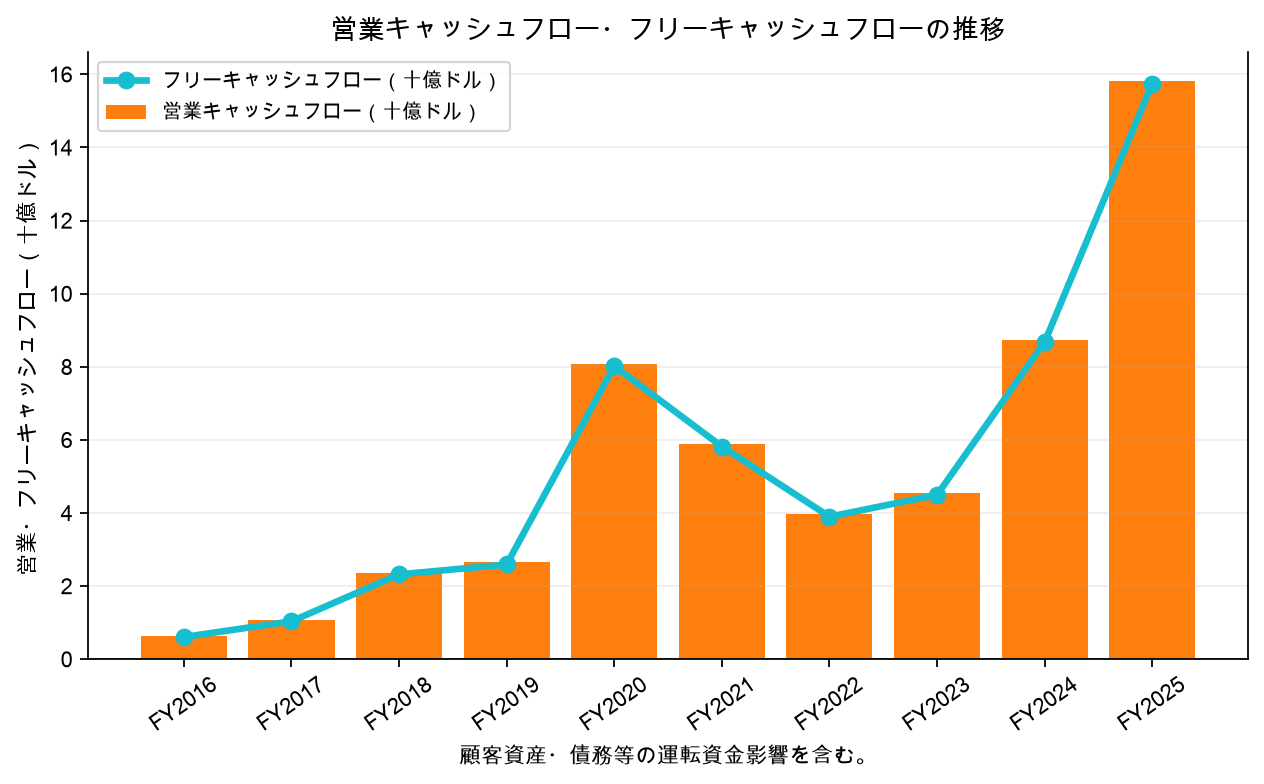 営業キャッシュフロー・フリーキャッシュフローの推移
フリーキャッシュフロー(十億ドル)
営業キャッシュフロー(十億ドル)
営業・フリーキャッシュフロー(十億ドル)
16
14
12
10
8
6
4
2
0
FY2016
FY2017
FY2018
FY2019
FY2020
FY2021
FY2022
FY2023
FY2024
FY2025
顧客資産・債務等の運転資金影響を含む。